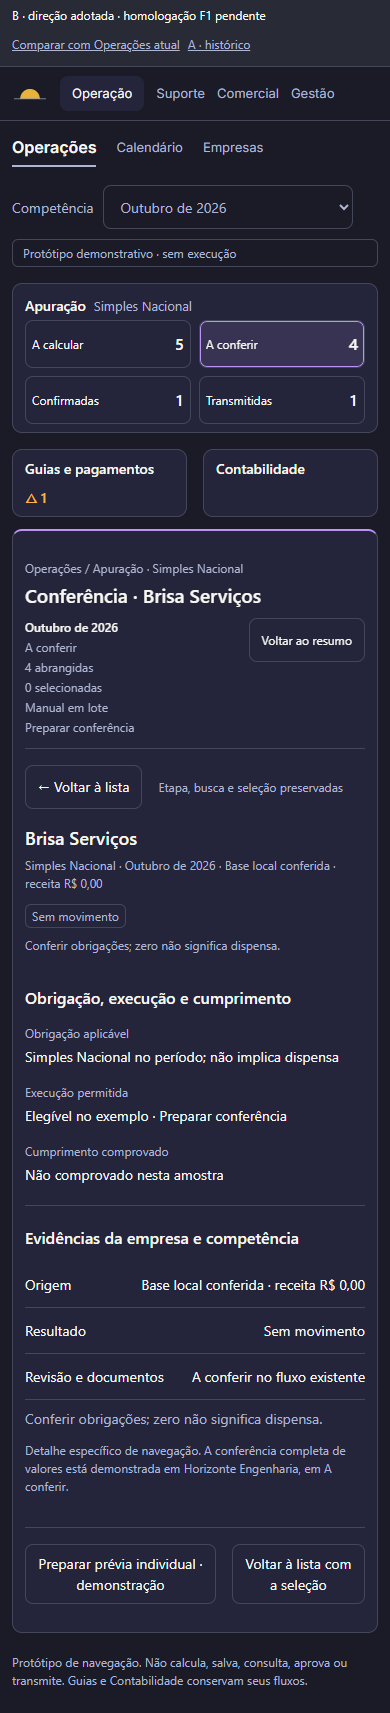 B · direção adotada · homologação F1 pendente
Comparar com Operações atual A · histórico
Operação Suporte Comercial Gestão
Operações Calendário Empresas
Competência Outubro de 2026
Protótipo demonstrativo · sem execução
Apuração Simples Nacional
A calcular 5
A conferir 4
Confirmadas 1
Transmitidas 1
Guias e pagamentos
△ 1
Contabilidade
Operações / Apuração · Simples Nacional
Conferência · Brisa Serviços
Outubro de 2026
A conferir
4 abrangidas
0 selecionadas
Manual em lote
Preparar conferência
Voltar ao resumo
← Voltar à lista
Etapa, busca e seleção preservadas
Brisa Serviços
Simples Nacional · Outubro de 2026 · Base local conferida ·
receita R$ 0,00
Sem movimento
Conferir obrigações; zero não significa dispensa.
Obrigação, execução e cumprimento
Obrigação aplicável
Simples Nacional no período; não implica dispensa
Execução permitida
Elegível no exemplo · Preparar conferência
Cumprimento comprovado
Não comprovado nesta amostra
Evidências da empresa e competência
Origem Base local conferida · receita R$ 0,00
Resultado Sem movimento
Revisão e documentos A conferir no fluxo existente
Conferir obrigações; zero não significa dispensa.
Detalhe específico de navegação. A conferência completa de
valores está demonstrada em Horizonte Engenharia, em A
conferir.
Preparar prévia individual ·
demonstração
Voltar à lista com
a seleção
Protótipo de navegação. Não calcula, salva, consulta, aprova ou
transmite. Guias e Contabilidade conservam seus fluxos.